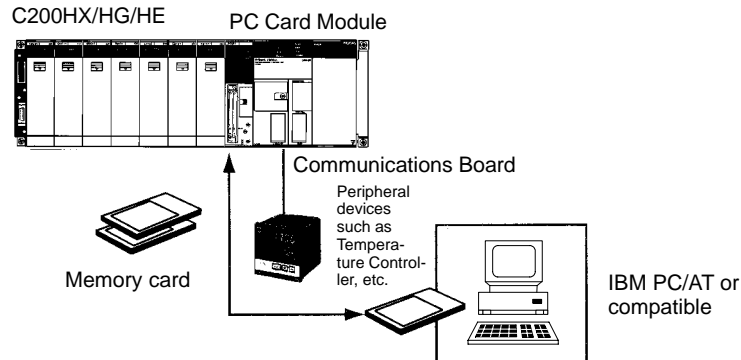 C200HX/HG/HE
PC Card Module
Communications Board
Peripheral
devices
such as
Tempera-
ture Control-
ler, etc.
Memory card
IBM PC/AT or
compatible